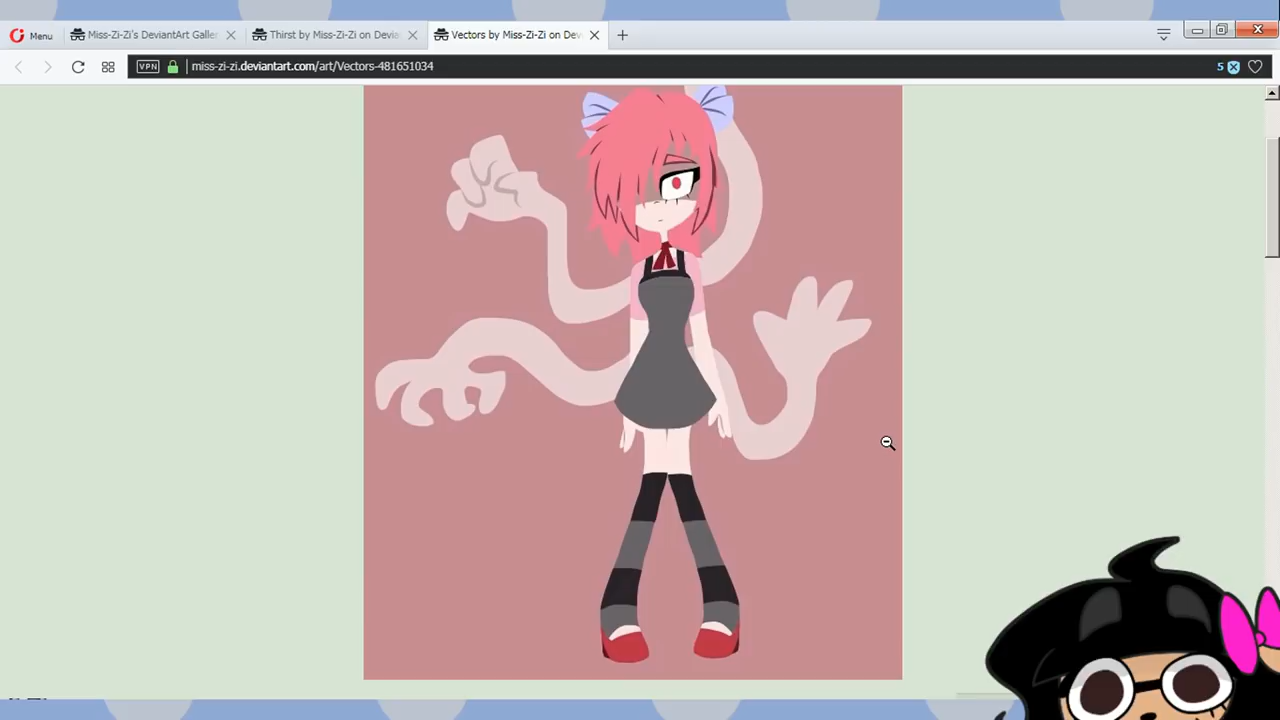 Menu
Miss-Zi-Zi's DeviantArt Galler
Thirst by Miss-Zi-Zi on Devia
Vectors by Miss-Zi-Zi on Dev
VPN
miss-zi-zi.deviantart.com/art/Vectors-481651034
5